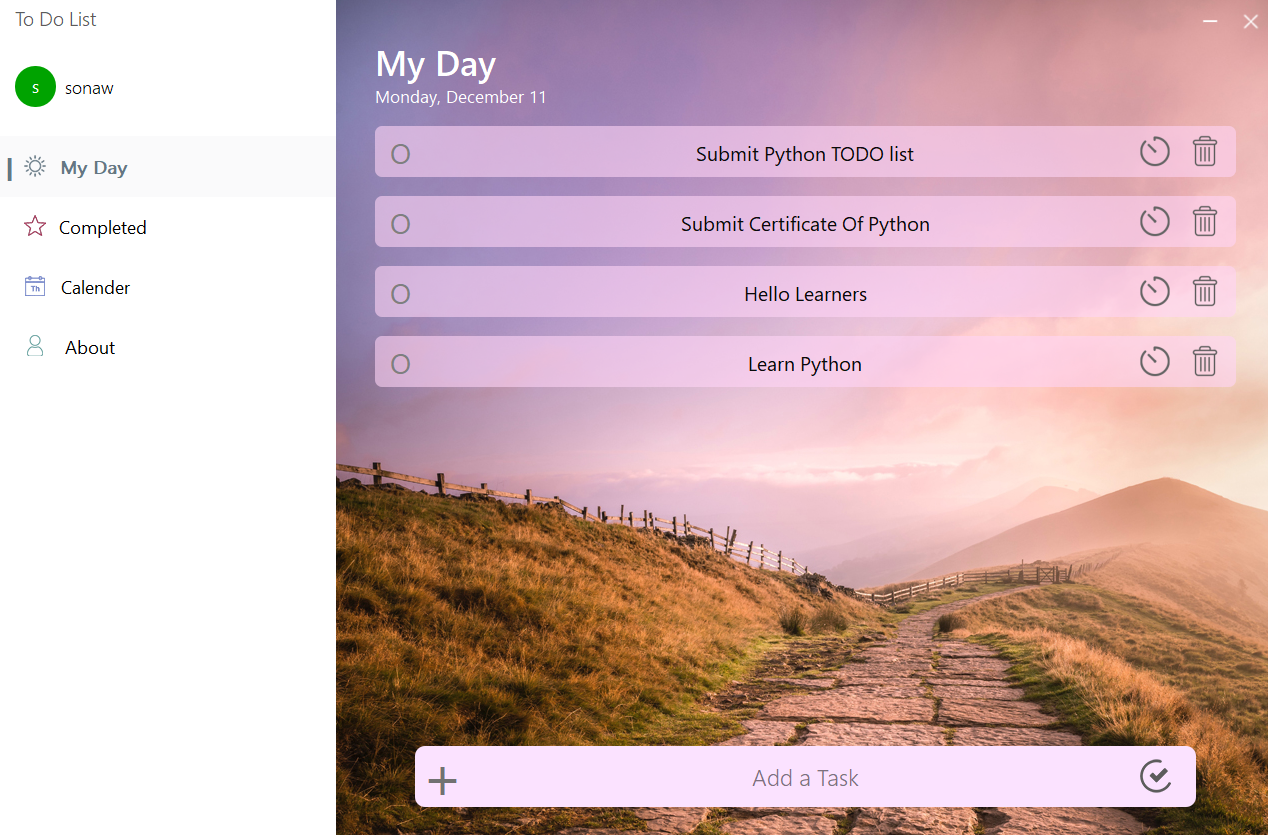 To Do List
s
sonaw
My Day
Completed
Th
Calender
About
My Day
Monday, December 11
Submit Python TODO list
Submit Certificate Of Python
Hello Learners
Learn Python
Add a Task